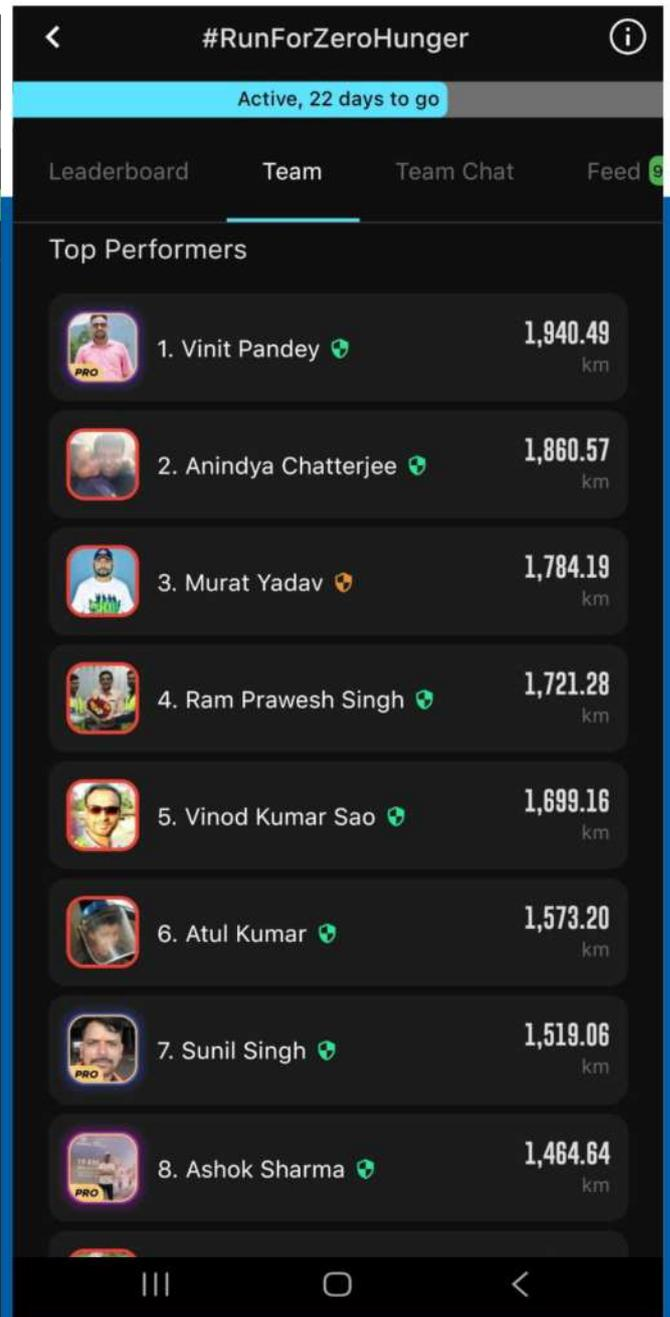 #RunForZeroHunger
Active, 22 days to go
Leaderboard Team Team Chat Feed 9
Top Performers
PRO 1. Vinit Pandey 1,940.49 km
2. Anindya Chatterjee 1,860.57 km
3. Murat Yadav 1,784.19 km
4. Ram Prawesh Singh 1,721.28 km
5. Vinod Kumar Sao 1,699.16 km
6. Atul Kumar 1,573.20 km
PRO 7. Sunil Singh 1,519.06 km
PRO 8. Ashok Sharma 1,464.64 km